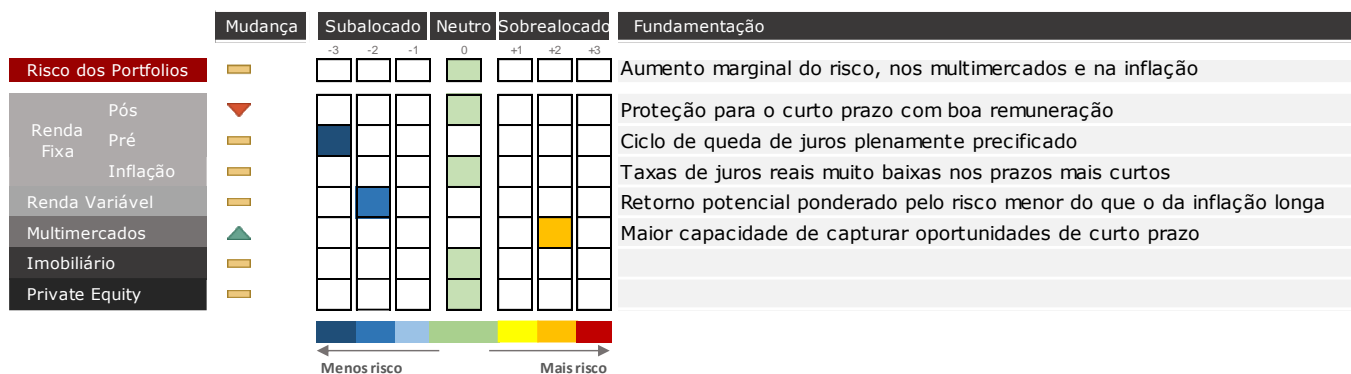 Mudança Subalocado Neutro Sobrealocado Fundamentação
-3 -2 -1 0 +1 +2 +3
Risco dos Portfolios Aumento marginal do risco, nos multimercados e na inflação
Renda Fixa
Pós Proteção para o curto prazo com boa remuneração
Pré Ciclo de queda de juros plenamente precificado
Inflação Taxas de juros reais muito baixas nos prazos mais curtos
Renda Variável Retorno potencial ponderado pelo risco menor do que o da inflação longa
Multimercados Maior capacidade de capturar oportunidades de curto prazo
Imobiliário
Private Equity
Menos risco Mais risco